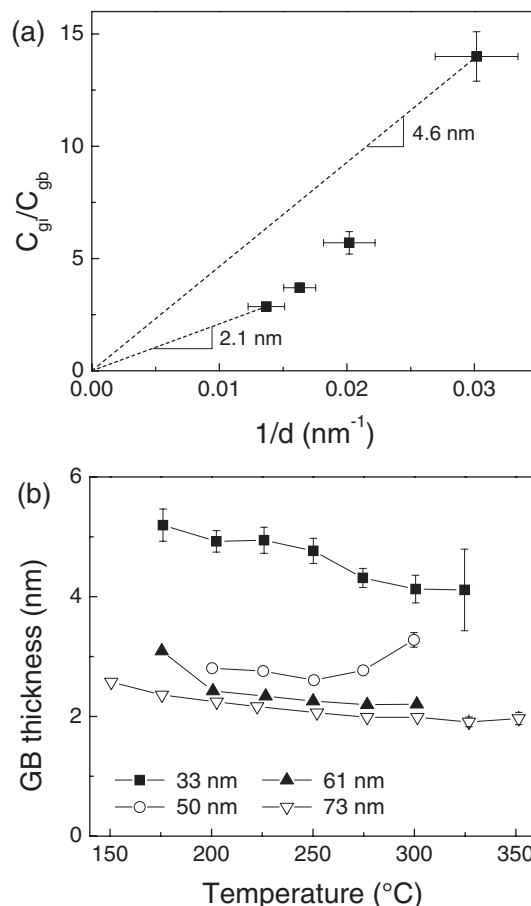 (a)
15
10
5
0
C_gi/C_gb
4.6 nm
2.1 nm
0.00 0.01 0.02 0.03
1/d (nm⁻¹)
(b)
6
4
2
0
GB thickness (nm)
33 nm 61 nm
50 nm 73 nm
150 200 250 300 350
Temperature (°C)